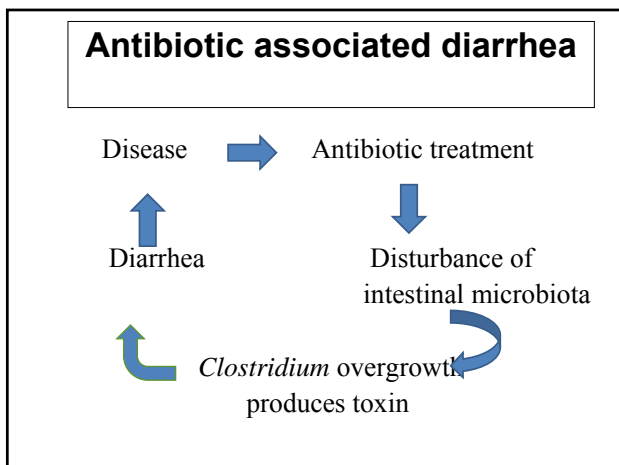 Antibiotic associated diarrhea
Disease
Antibiotic treatment
Diarrhea
Disturbance of
intestinal microbiota
Clostridium overgrowth
produces toxin